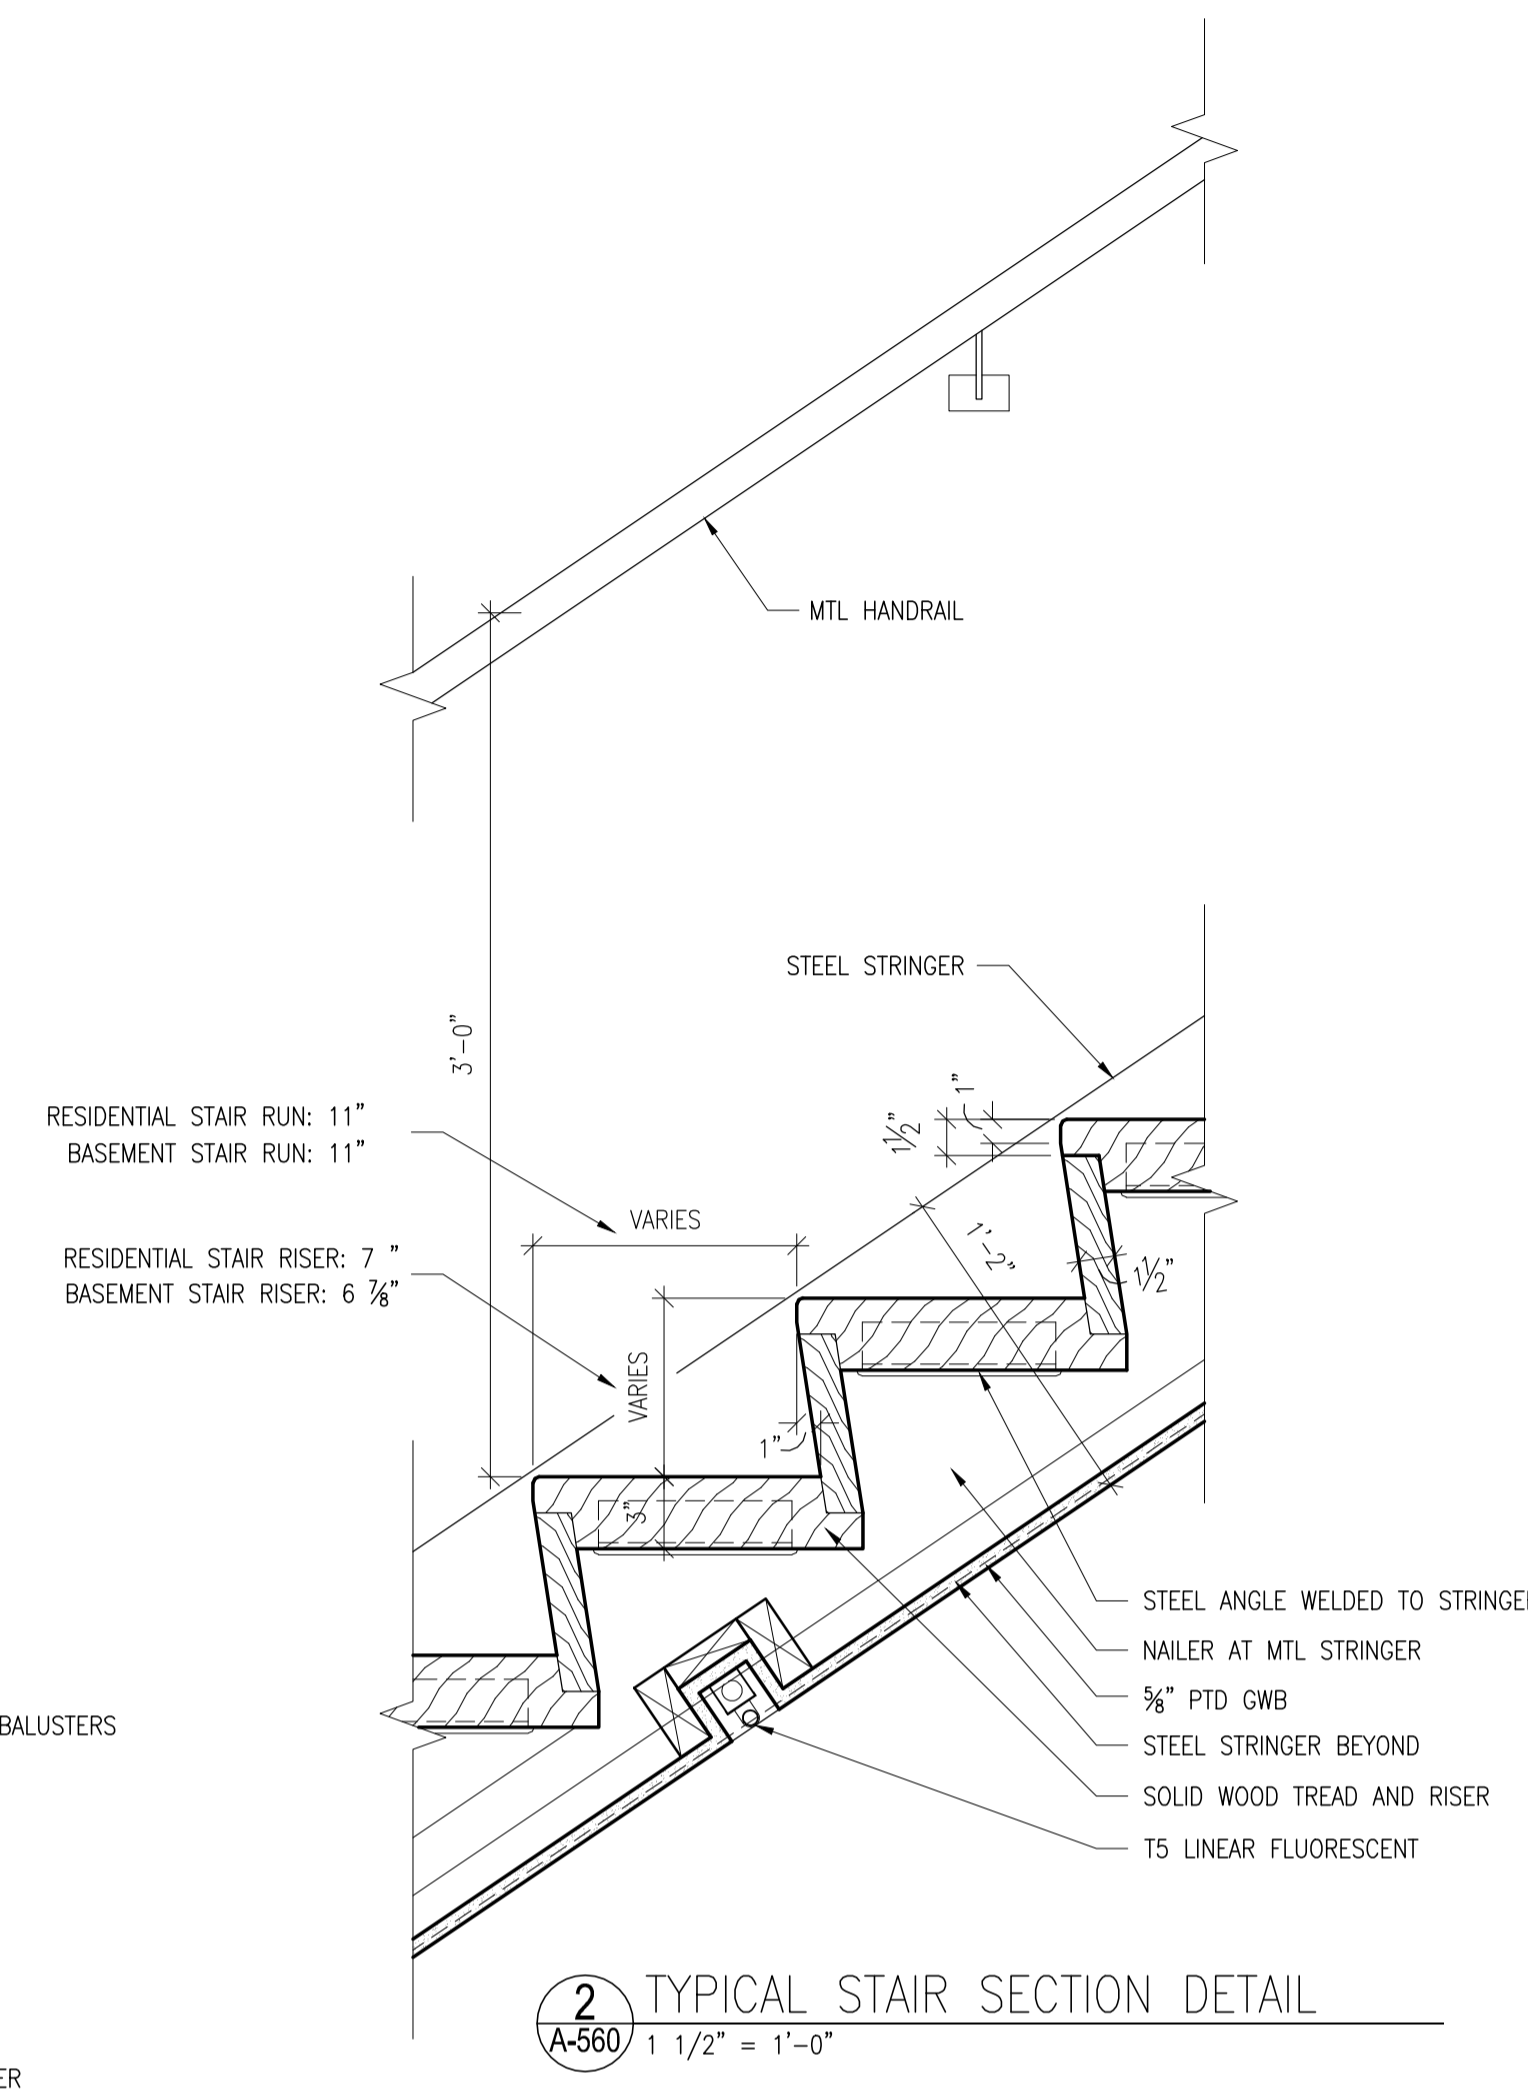 MTL HANDRAIL
STEEL STRINGER
3'-0"
1"
1½"
RESIDENTIAL STAIR RUN: 11"
BASEMENT STAIR RUN: 11"
VARIES
1'-2"
RESIDENTIAL STAIR RISER: 7 "
BASEMENT STAIR RISER: 6 ⅞"
1½"
VARIES
1"
3"
STEEL ANGLE WELDED TO STRINGE
NAILER AT MTL STRINGER
⅝" PTD GWB
BALUSTERS
STEEL STRINGER BEYOND
SOLID WOOD TREAD AND RISER
T5 LINEAR FLUORESCENT
2
A-560
TYPICAL STAIR SECTION DETAIL
1 1/2" = 1'-0"
ER